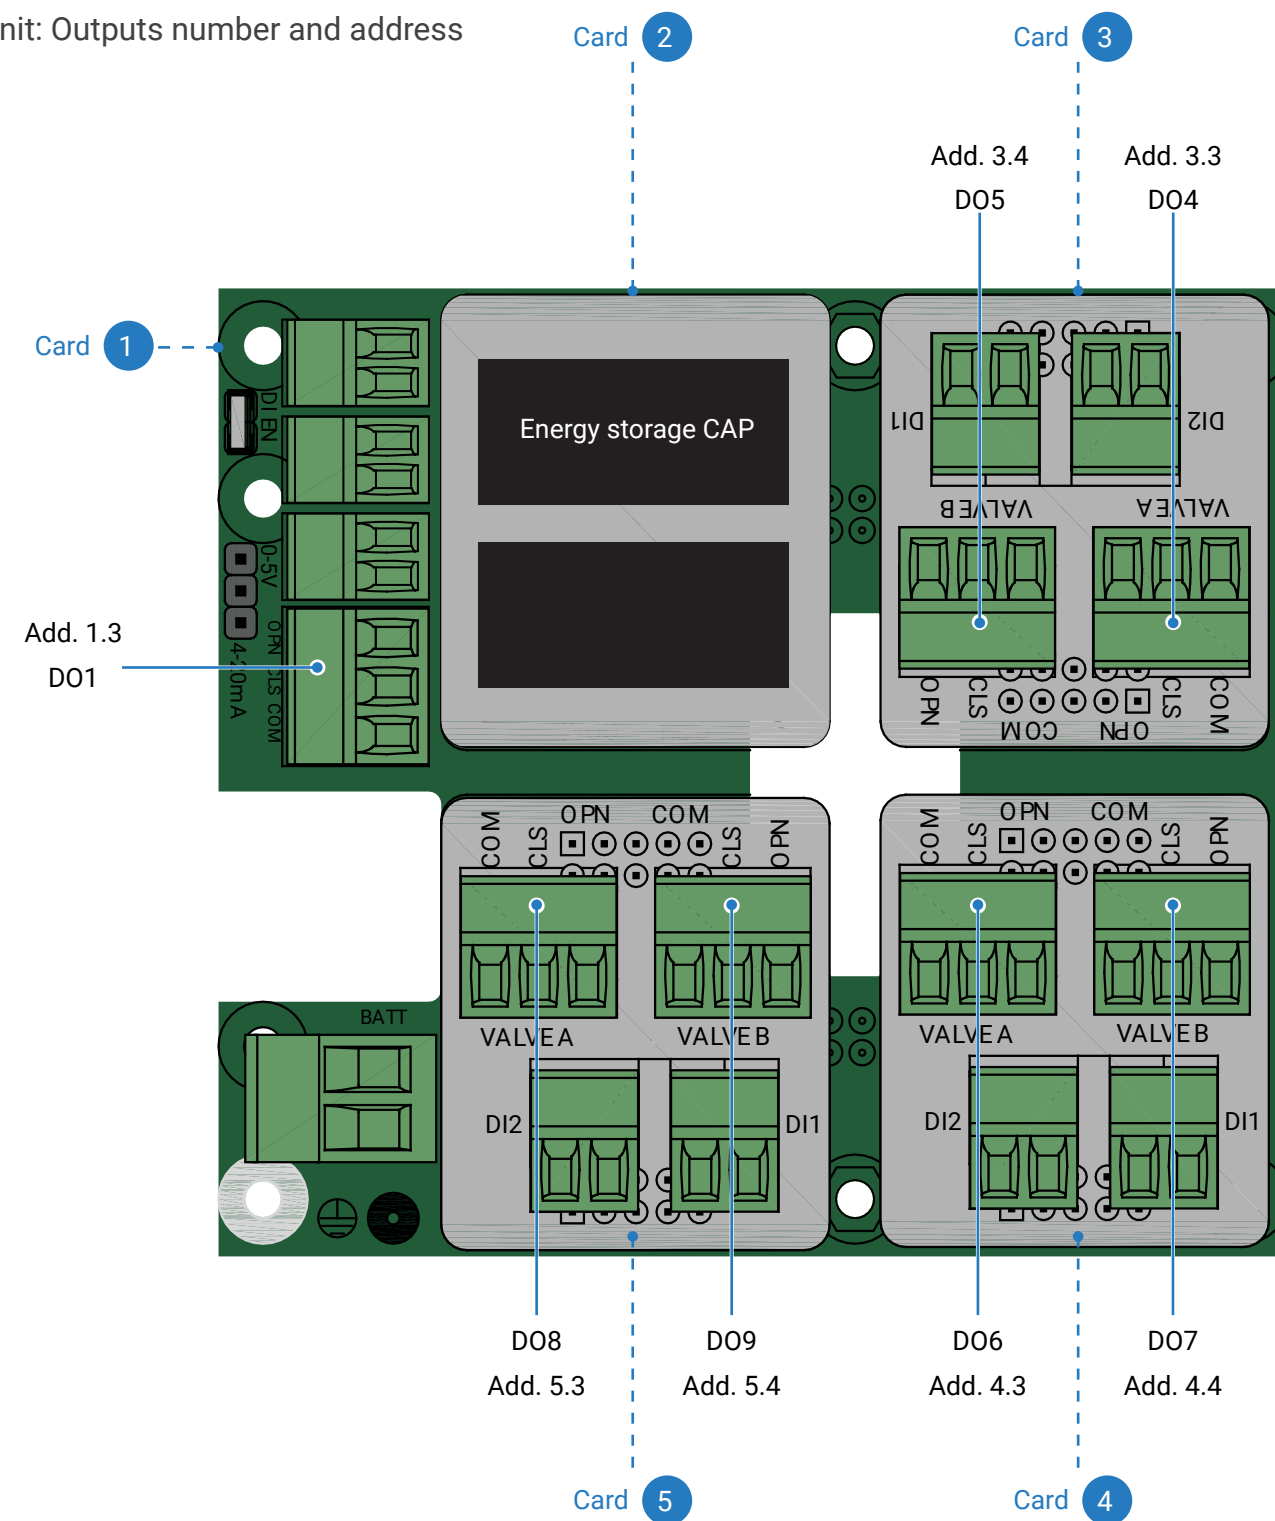 nit: Outputs number and address
Card 2
Card 3
Add. 3.4
DO5
Add. 3.3
DO4
Card 1
DI EN
0-5V
4-20mA
OPN CLS COM
Energy storage CAP
DI1
DI2
VALVE B
VALVE A
OPN
CLS
COM
OPN
CLS
COM
Add. 1.3
DO1
COM
CLS
OPN
COM
CLS
OPN
VALVE A
VALVE B
DI2
DI1
COM
CLS
OPN
COM
CLS
OPN
VALVE A
VALVE B
DI2
DI1
BATT
DO8
Add. 5.3
DO9
Add. 5.4
DO6
Add. 4.3
DO7
Add. 4.4
Card 5
Card 4